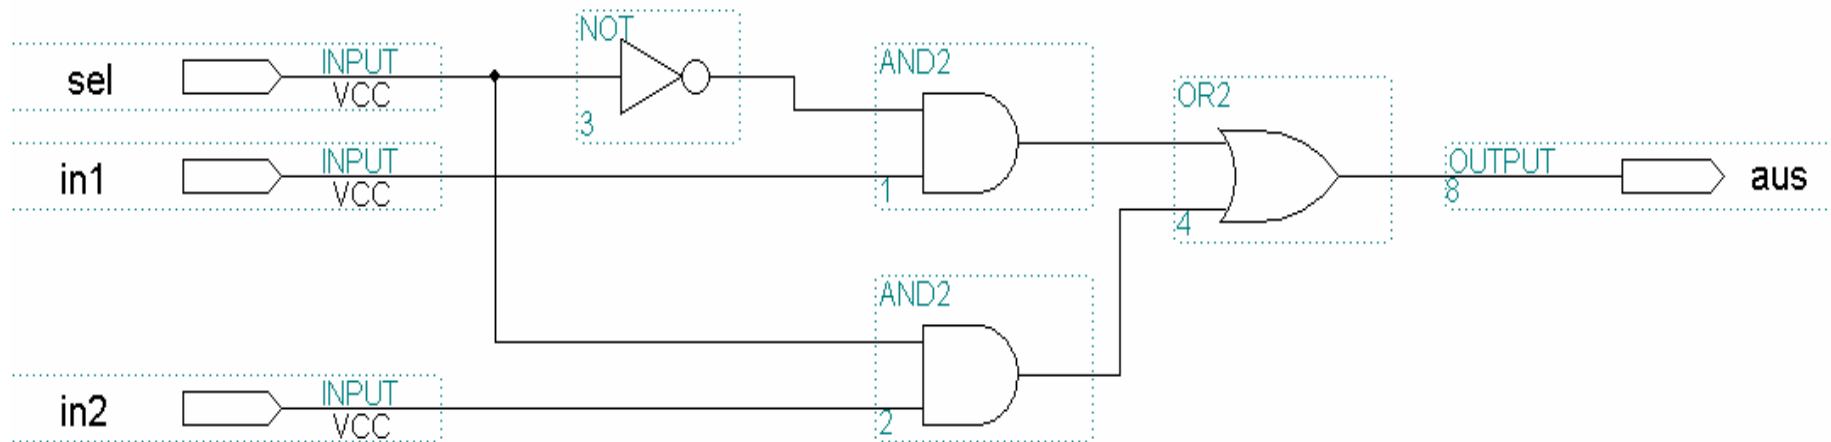 NOT
sel INPUT
VCC
AND2
3
OR2
in1 INPUT
VCC
1
OUTPUT aus
8
4
AND2
in2 INPUT
VCC
2